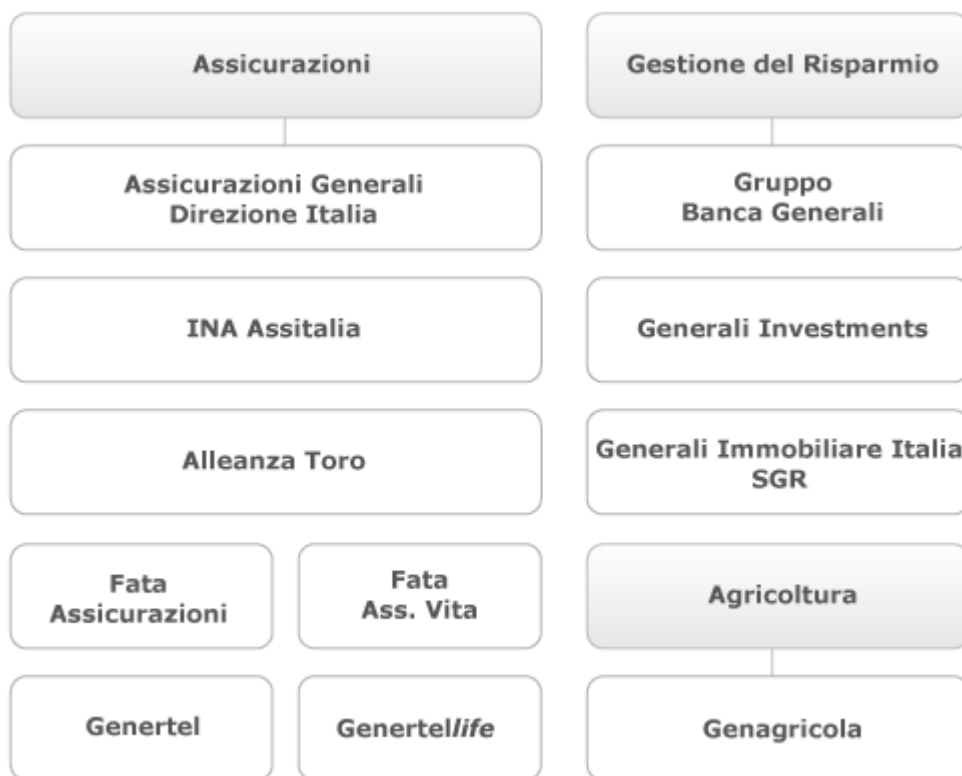 Assicurazioni
Assicurazioni Generali
Direzione Italia
INA Assitalia
Alleanza Toro
Fata
Assicurazioni
Fata
Ass. Vita
Genertel
Genertellife
Gestione del Risparmio
Gruppo
Banca Generali
Generali Investments
Generali Immobiliare Italia
SGR
Agricoltura
Genagricola